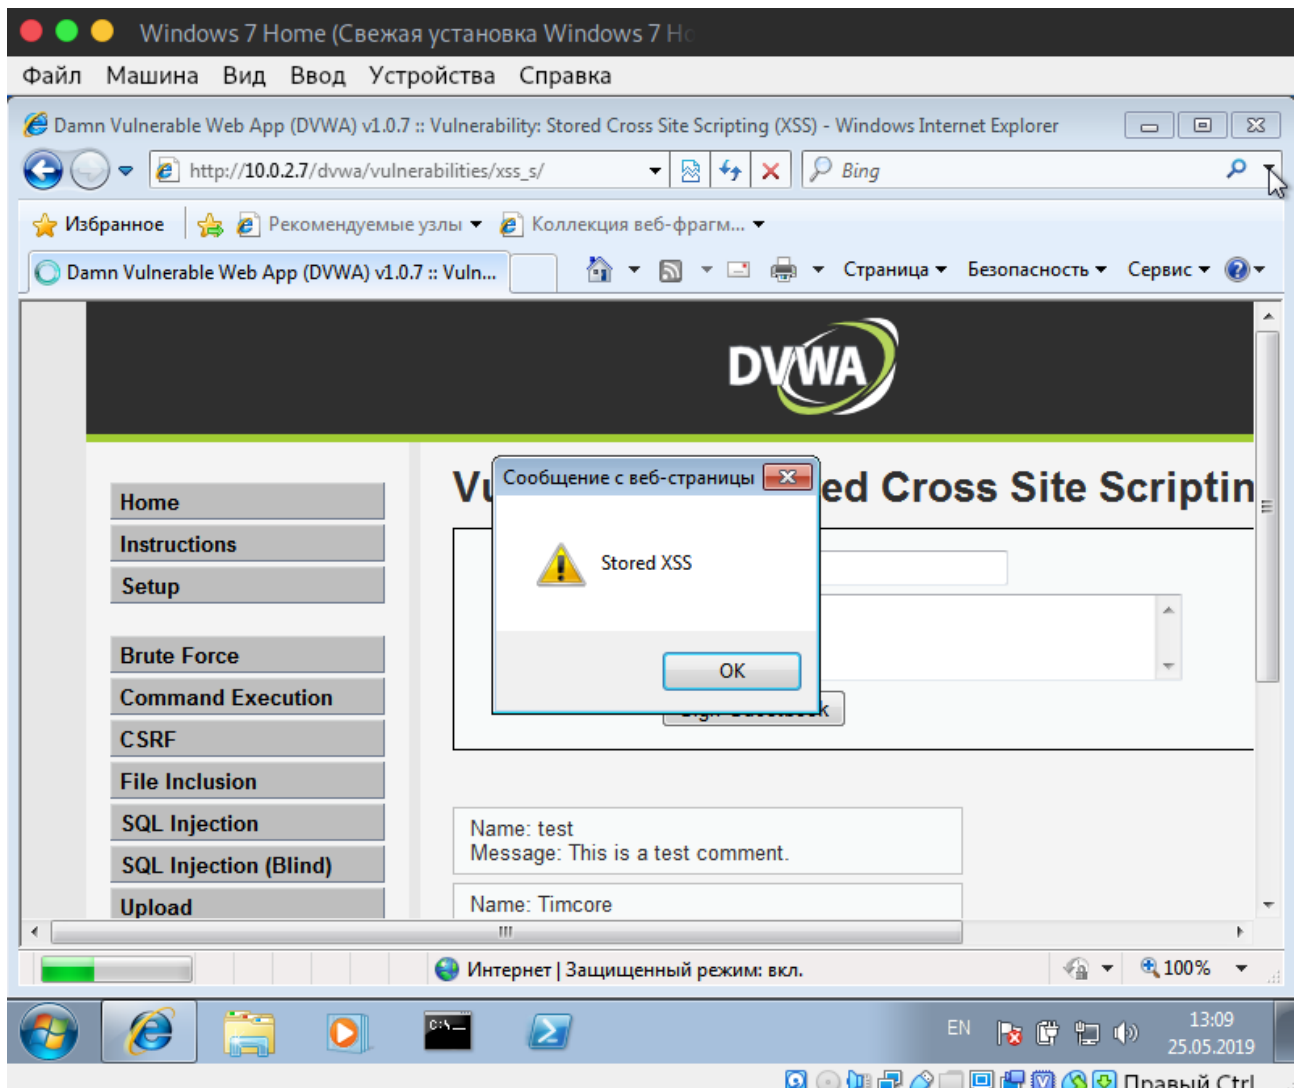 Windows 7 Home (Свежая установка Windows 7 Ho
Файл Машина Вид Ввод Устройства Справка
Damn Vulnerable Web App (DVWA) v1.0.7 :: Vulnerability: Stored Cross Site Scripting (XSS) - Windows Internet Explorer
http://10.0.2.7/dvwa/vulnerabilities/xss_s/ Bing
Избранное Рекомендуемые узлы Коллекция веб-фрагм...
Damn Vulnerable Web App (DVWA) v1.0.7 :: Vuln... Страница Безопасность Сервис
DVWA
Vu ed Cross Site Scriptin
Сообщение с веб-страницы
Stored XSS
OK
Home
Instructions
Setup
Brute Force
Command Execution
CSRF
File Inclusion
SQL Injection
SQL Injection (Blind)
Upload
Name: test
Message: This is a test comment.
Name: Timcore
Интернет | Защищенный режим: вкл. 100%
C:\_
EN 13:09
25.05.2019
Правый Ctrl